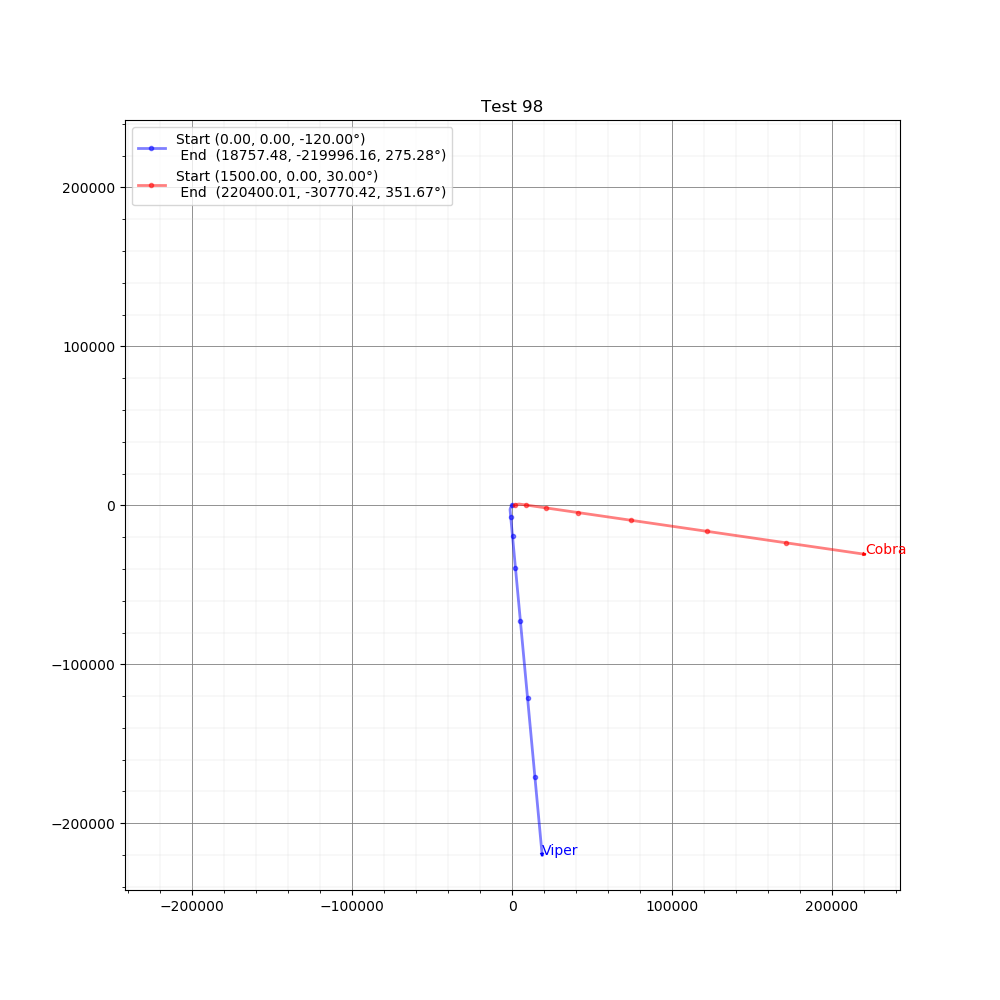 Test 98
Start (0.00, 0.00, -120.00°)
End  (18757.48, -219996.16, 275.28°)
Start (1500.00, 0.00, 30.00°)
End  (220400.01, -30770.42, 351.67°)
200000
100000
0
−100000
−200000
Cobra
Viper
−200000
−100000
0
100000
200000